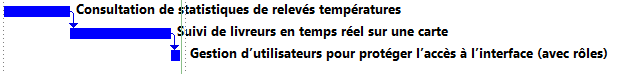 Consultation de statistiques de relevés températures
Suivi de livreurs en temps réel sur une carte
Gestion d'utilisateurs pour protéger l'accès à l'interface (avec rôles)